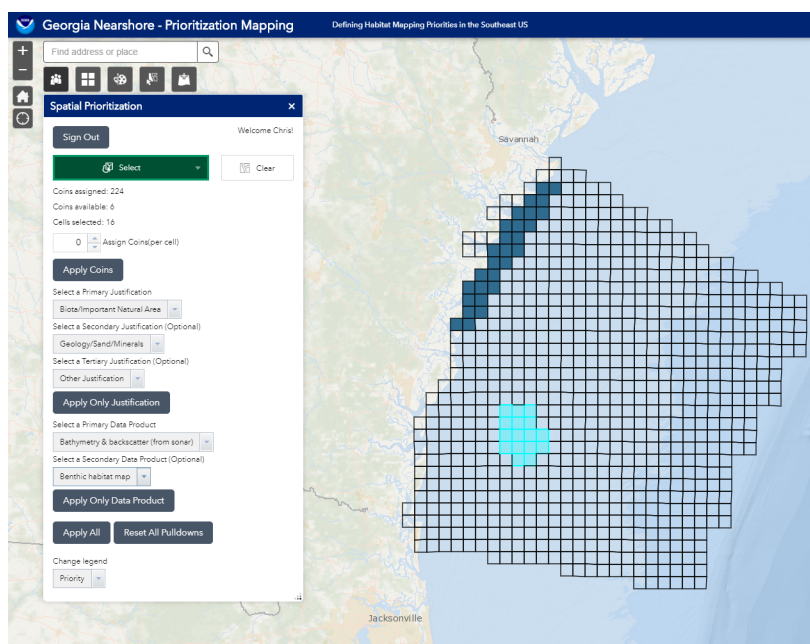 Georgia Nearshore - Prioritization Mapping
Defining Habitat Mapping Priorities in the Southeast US
+
Find address or place
−
Spatial Prioritization
×
Sign Out
Welcome Chris!
Select
Clear
Coins assigned: 224
Coins available: 6
Cells selected: 16
0
Assign Coins(per cell)
Apply Coins
Select a Primary Justification
Biota/Important Natural Area
Select a Secondary Justification (Optional)
Geology/Sand/Minerals
Select a Tertiary Justification (Optional)
Other Justification
Apply Only Justification
Select a Primary Data Product
Bathymetry & backscatter (from sonar)
Select a Secondary Data Product (Optional)
Benthic habitat map
Apply Only Data Product
Apply All
Reset All Pulldowns
Change legend
Priority
Savannah
Jacksonville